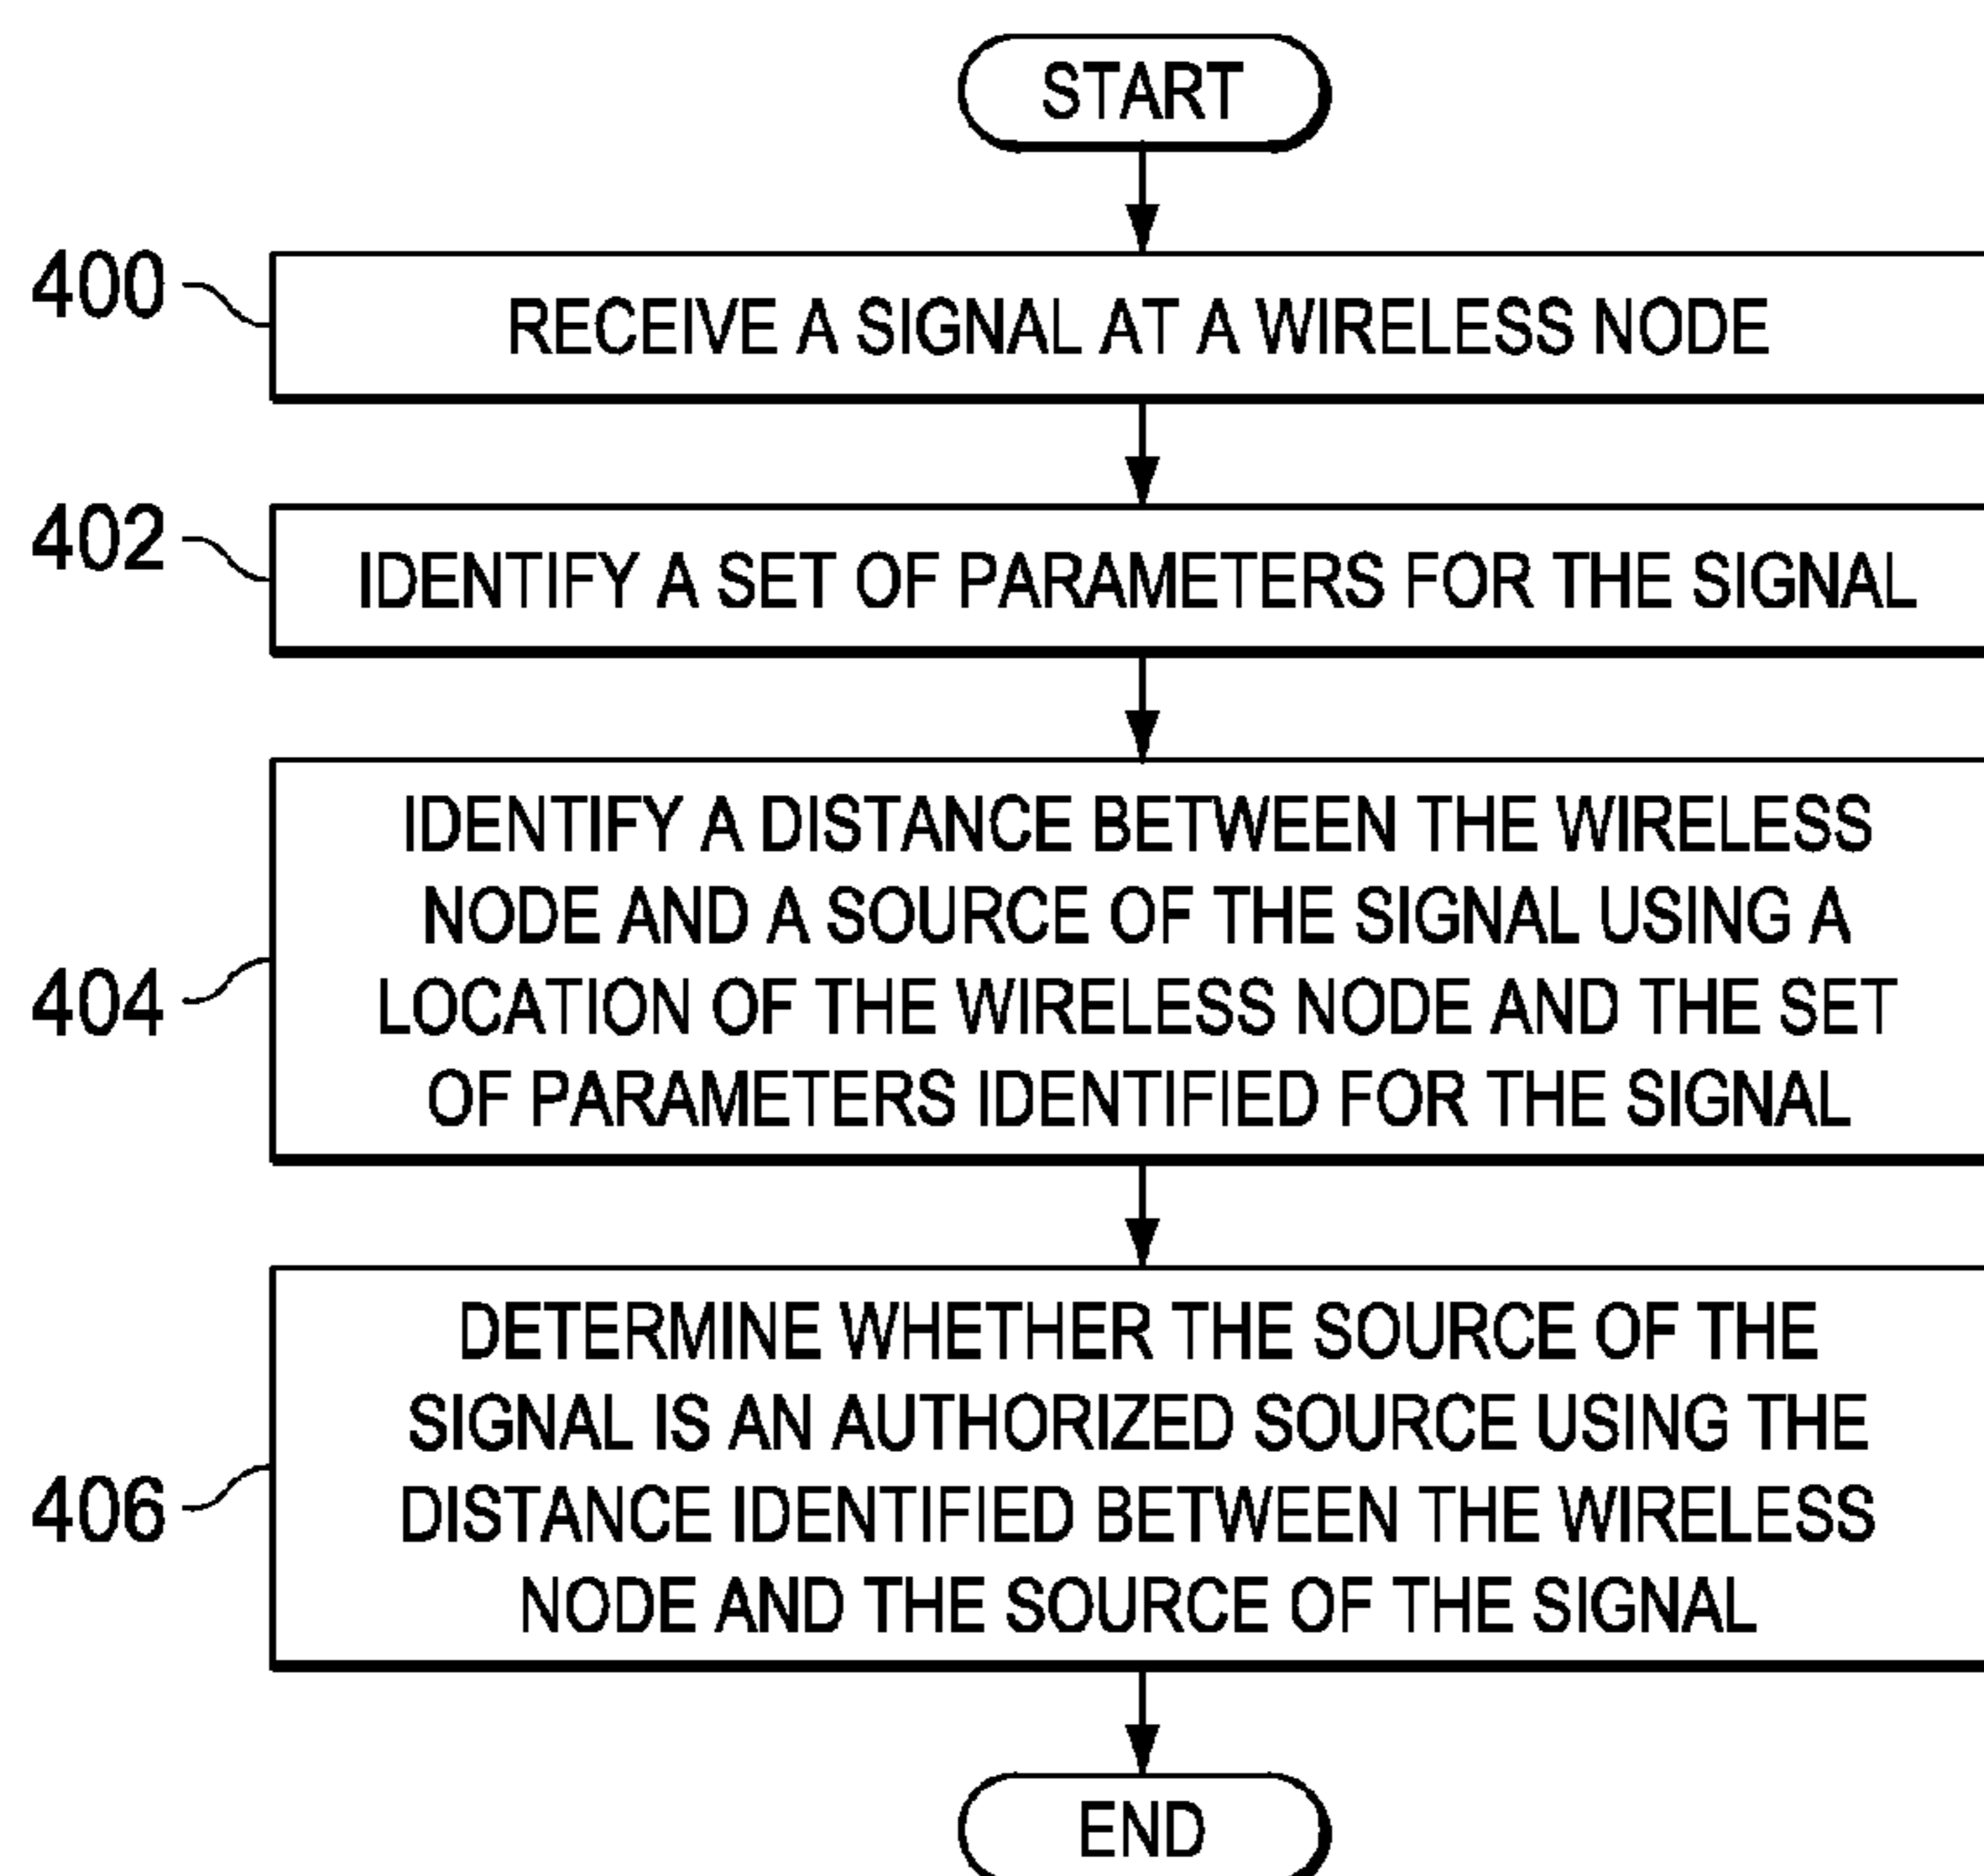 START
400
RECEIVE A SIGNAL AT A WIRELESS NODE
402
IDENTIFY A SET OF PARAMETERS FOR THE SIGNAL
404
IDENTIFY A DISTANCE BETWEEN THE WIRELESS
NODE AND A SOURCE OF THE SIGNAL USING A
LOCATION OF THE WIRELESS NODE AND THE SET
OF PARAMETERS IDENTIFIED FOR THE SIGNAL
406
DETERMINE WHETHER THE SOURCE OF THE
SIGNAL IS AN AUTHORIZED SOURCE USING THE
DISTANCE IDENTIFIED BETWEEN THE WIRELESS
NODE AND THE SOURCE OF THE SIGNAL
END